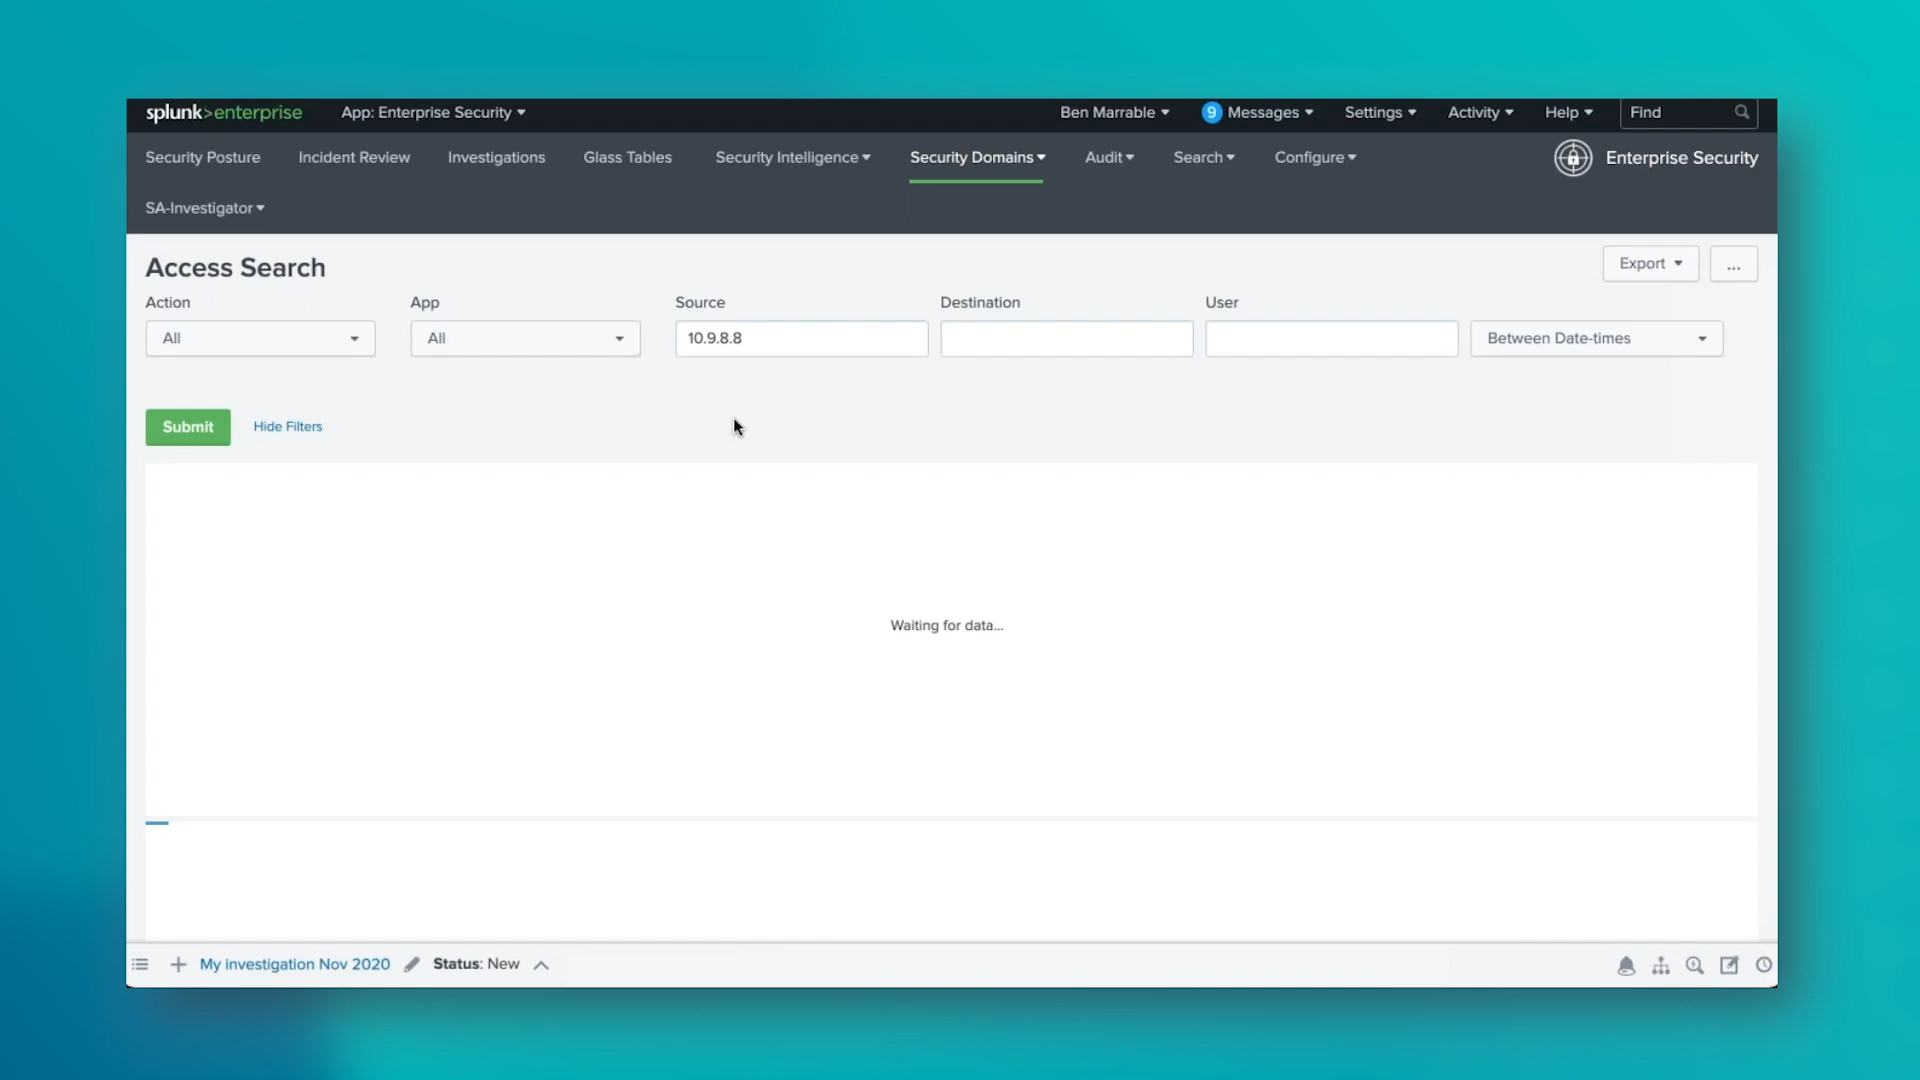 splunk>enterprise App: Enterprise Security Ben Marrable 9 Messages Settings Activity Help Find
Security Posture Incident Review Investigations Glass Tables Security Intelligence Security Domains Audit Search Configure Enterprise Security
SA-Investigator
Access Search Export ...
Action App Source Destination User
All All 10.9.8.8 Between Date-times
Submit Hide Filters
Waiting for data...
My investigation Nov 2020 Status: New